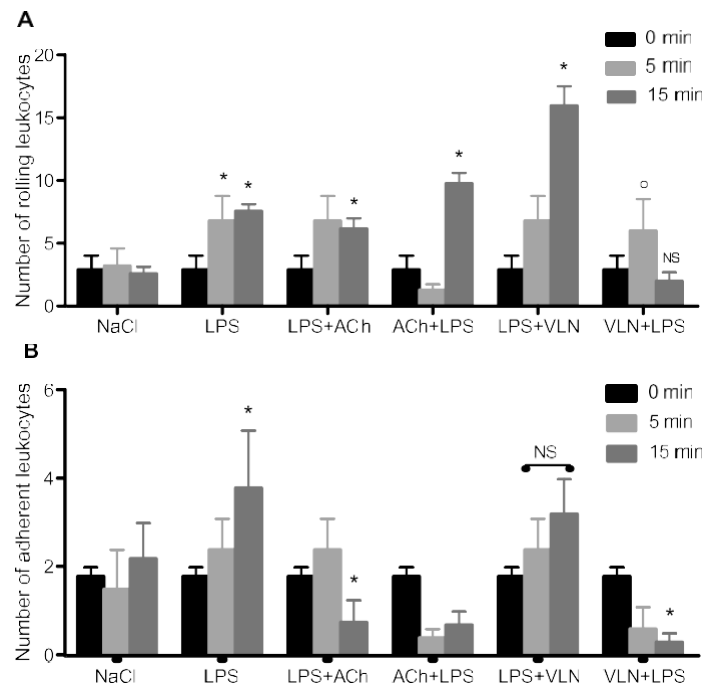 A
Number of rolling leukocytes
20
15
10
5
0
0 min
5 min
15 min
*
*
*
*
*
NS
NaCl
LPS
LPS+ACh
ACh+LPS
LPS+VLN
VLN+LPS
B
Number of adherent leukocytes
6
4
2
0
0 min
5 min
15 min
*
*
NS
*
NaCl
LPS
LPS+ACh
ACh+LPS
LPS+VLN
VLN+LPS